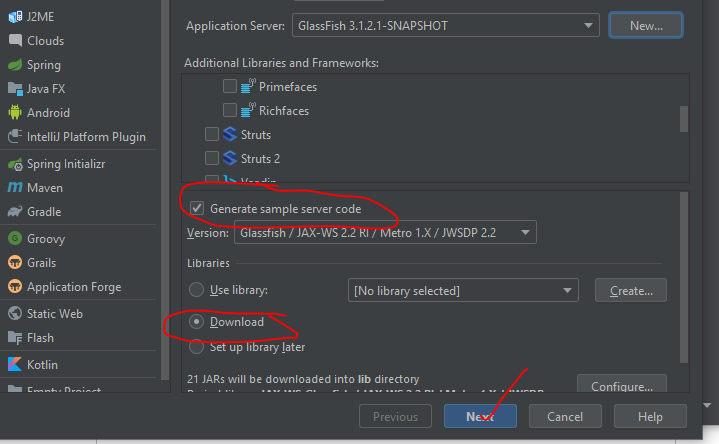 J2ME
Clouds
Spring
Java FX
Android
IntelliJ Platform Plugin
Spring Initializr
Maven
Gradle
Groovy
Grails
Application Forge
Static Web
Flash
Kotlin
Empty Project
Application Server:
GlassFish 3.1.2.1-SNAPSHOT
New...
Additional Libraries and Frameworks:
Primefaces
Richfaces
Struts
Struts 2
Vaadin
Generate sample server code
Version:
Glassfish / JAX-WS 2.2 RI / Metro 1.X / JWSDP 2.2
Libraries
Use library:
[No library selected]
Create...
Download
Set up library later
21 JARs will be downloaded into lib directory
Configure...
Previous
Next
Cancel
Help